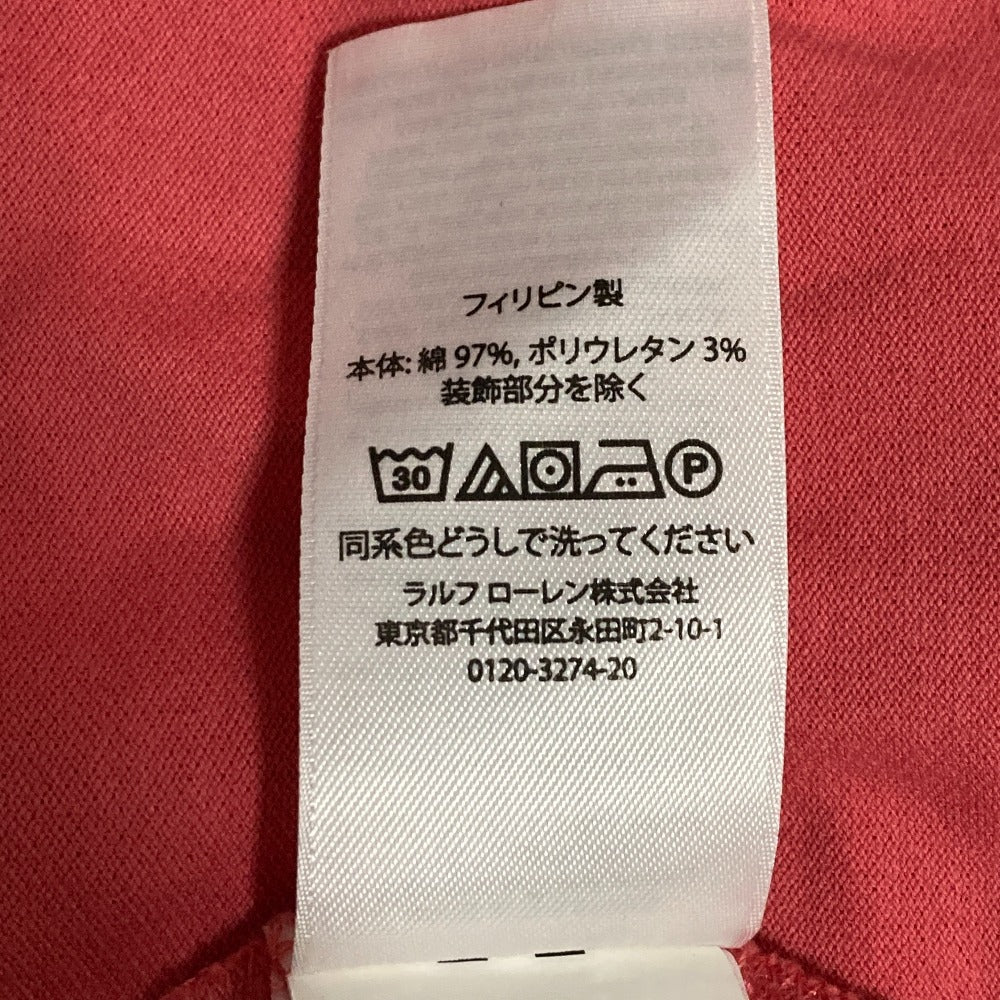 フィリピン製
本体: 綿 97%, ポリウレタン 3%
装飾部分を除く
30 P
同系色どうしで洗ってください
ラルフ ローレン株式会社
東京都千代田区永田町2-10-1
0120-3274-20